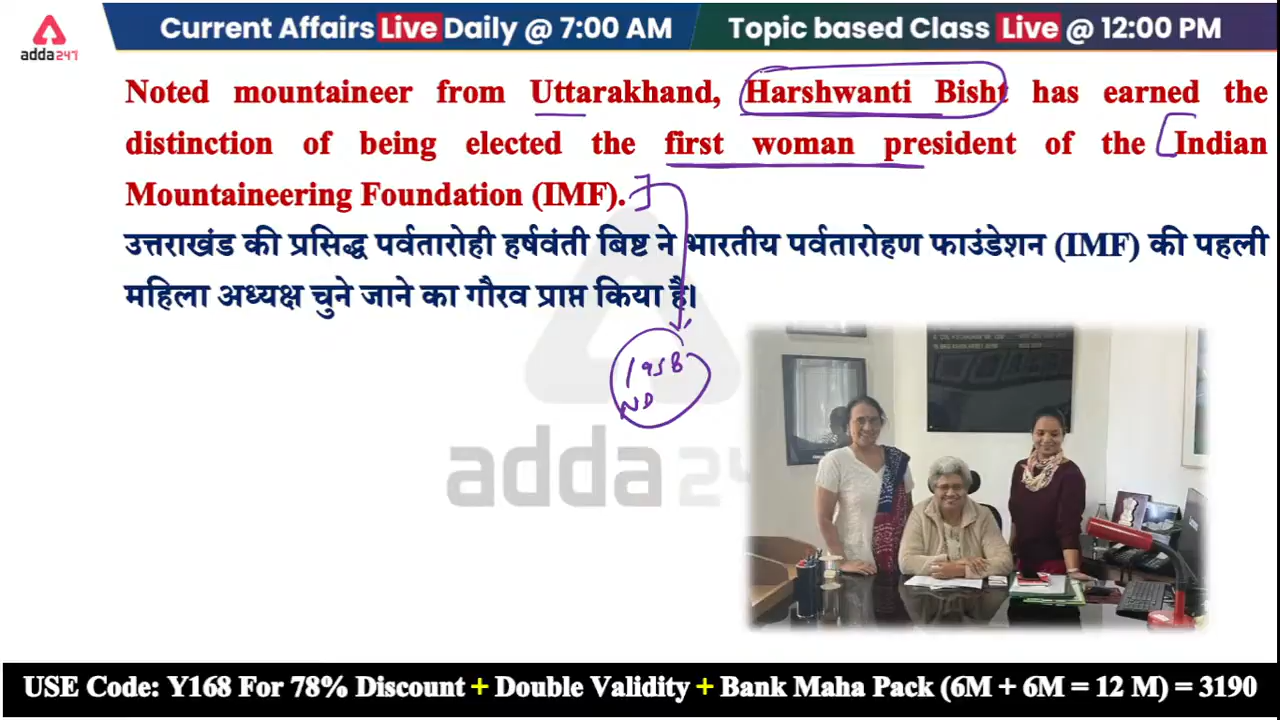 Current Affairs Live Daily @ 7:00 AM
Topic based Class Live @ 12:00 PM
adda247
Noted mountaineer from Uttarakhand, Harshwanti Bisht has earned the
distinction of being elected the first woman president of the Indian
Mountaineering Foundation (IMF).
उत्तराखंड की प्रसिद्ध पर्वतारोही हर्षवंती बिष्ट ने भारतीय पर्वतारोहण फाउंडेशन (IMF) की पहली
महिला अध्यक्ष चुने जाने का गौरव प्राप्त किया है।
1958
ND
adda 24
USE Code: Y168 For 78% Discount + Double Validity + Bank Maha Pack (6M + 6M = 12 M) = 3190